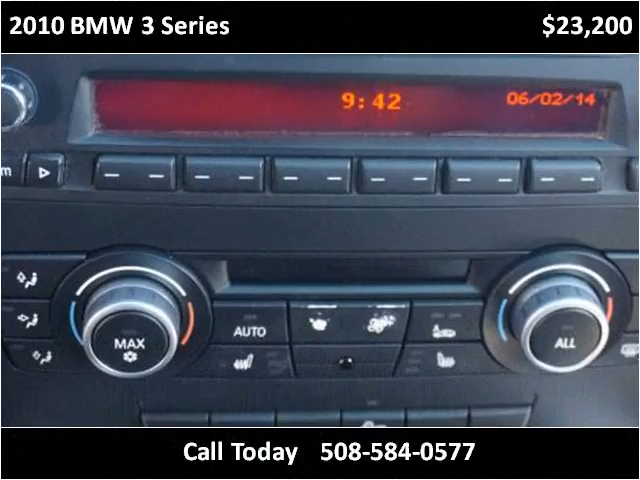 2010 BMW 3 Series $23,200
9:42 06/02/14
m
AUTO
MAX ALL
Call Today 508-584-0577